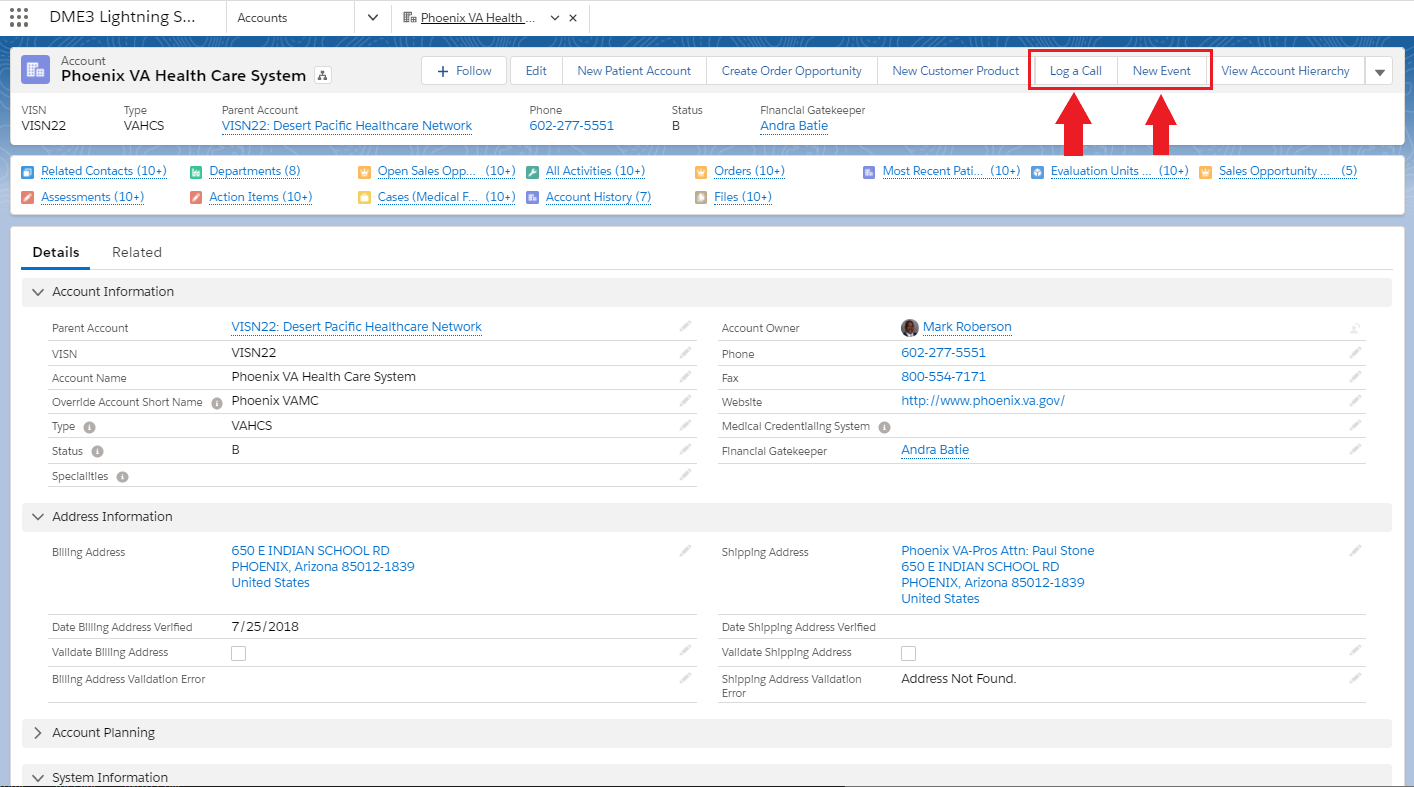 DME3 Lightning S...
Accounts
Phoenix VA Health ...
Account
Phoenix VA Health Care System
Follow
Edit
New Patient Account
Create Order Opportunity
New Customer Product
Log a Call
New Event
View Account Hierarchy
VISN
Type
Parent Account
Phone
Status
Financial Gatekeeper
VISN22
VAHCS
VISN22: Desert Pacific Healthcare Network
602-277-5551
B
Andra Batie
Related Contacts (10+)
Departments (8)
Open Sales Opp... (10+)
All Activities (10+)
Orders (10+)
Most Recent Pati... (10+)
Evaluation Units ... (10+)
Sales Opportunity ... (5)
Assessments (10+)
Action Items (10+)
Cases (Medical F... (10+)
Account History (7)
Files (10+)
Details
Related
Account Information
Parent Account
VISN22: Desert Pacific Healthcare Network
Account Owner
Mark Roberson
VISN
VISN22
Phone
602-277-5551
Account Name
Phoenix VA Health Care System
Fax
800-554-7171
Override Account Short Name
Phoenix VAMC
Website
http://www.phoenix.va.gov/
Type
VAHCS
Medical Credentialing System
Status
B
Financial Gatekeeper
Andra Batie
Specialities
Address Information
Billing Address
650 E INDIAN SCHOOL RD
PHOENIX, Arizona 85012-1839
United States
Shipping Address
Phoenix VA-Pros Attn: Paul Stone
650 E INDIAN SCHOOL RD
PHOENIX, Arizona 85012-1839
United States
Date Billing Address Verified
7/25/2018
Date Shipping Address Verified
Validate Billing Address
Validate Shipping Address
Billing Address Validation Error
Shipping Address Validation
Error
Address Not Found.
Account Planning
System Information